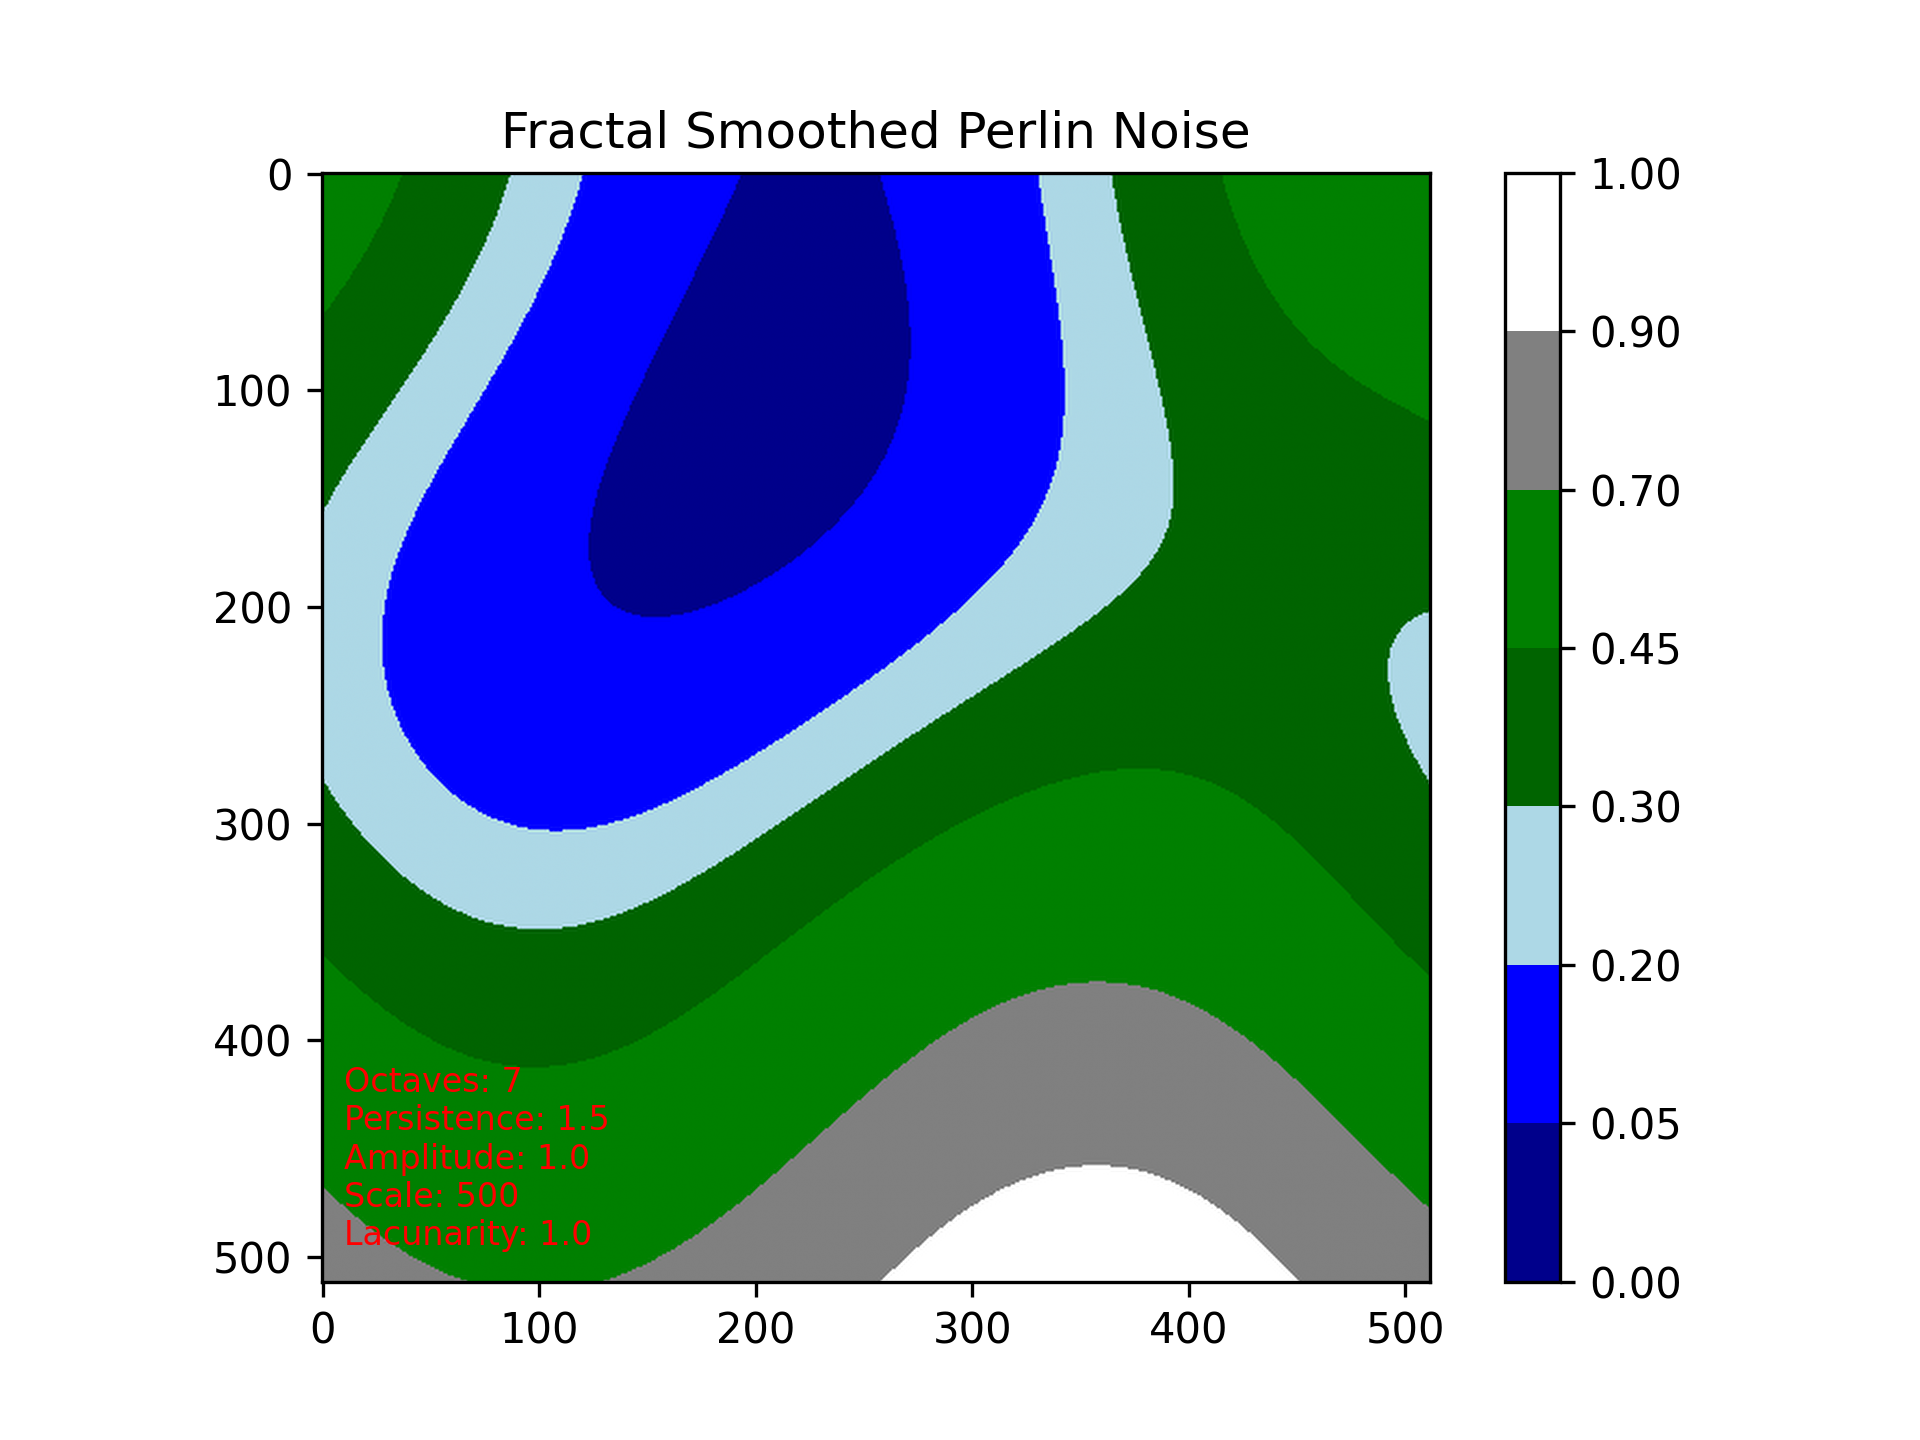 Fractal Smoothed Perlin Noise
0
100
200
300
400
500
Octaves: 7
Persistence: 1.5
Amplitude: 1.0
Scale: 500
Lacunarity: 1.0
0 100 200 300 400 500
1.00
0.90
0.70
0.45
0.30
0.20
0.05
0.00